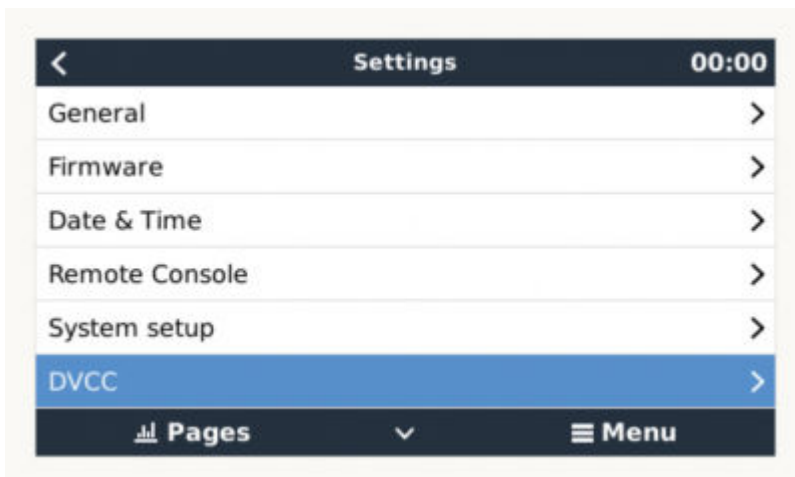 Settings 00:00
General
Firmware
Date & Time
Remote Console
System setup
DVCC
Pages Menu